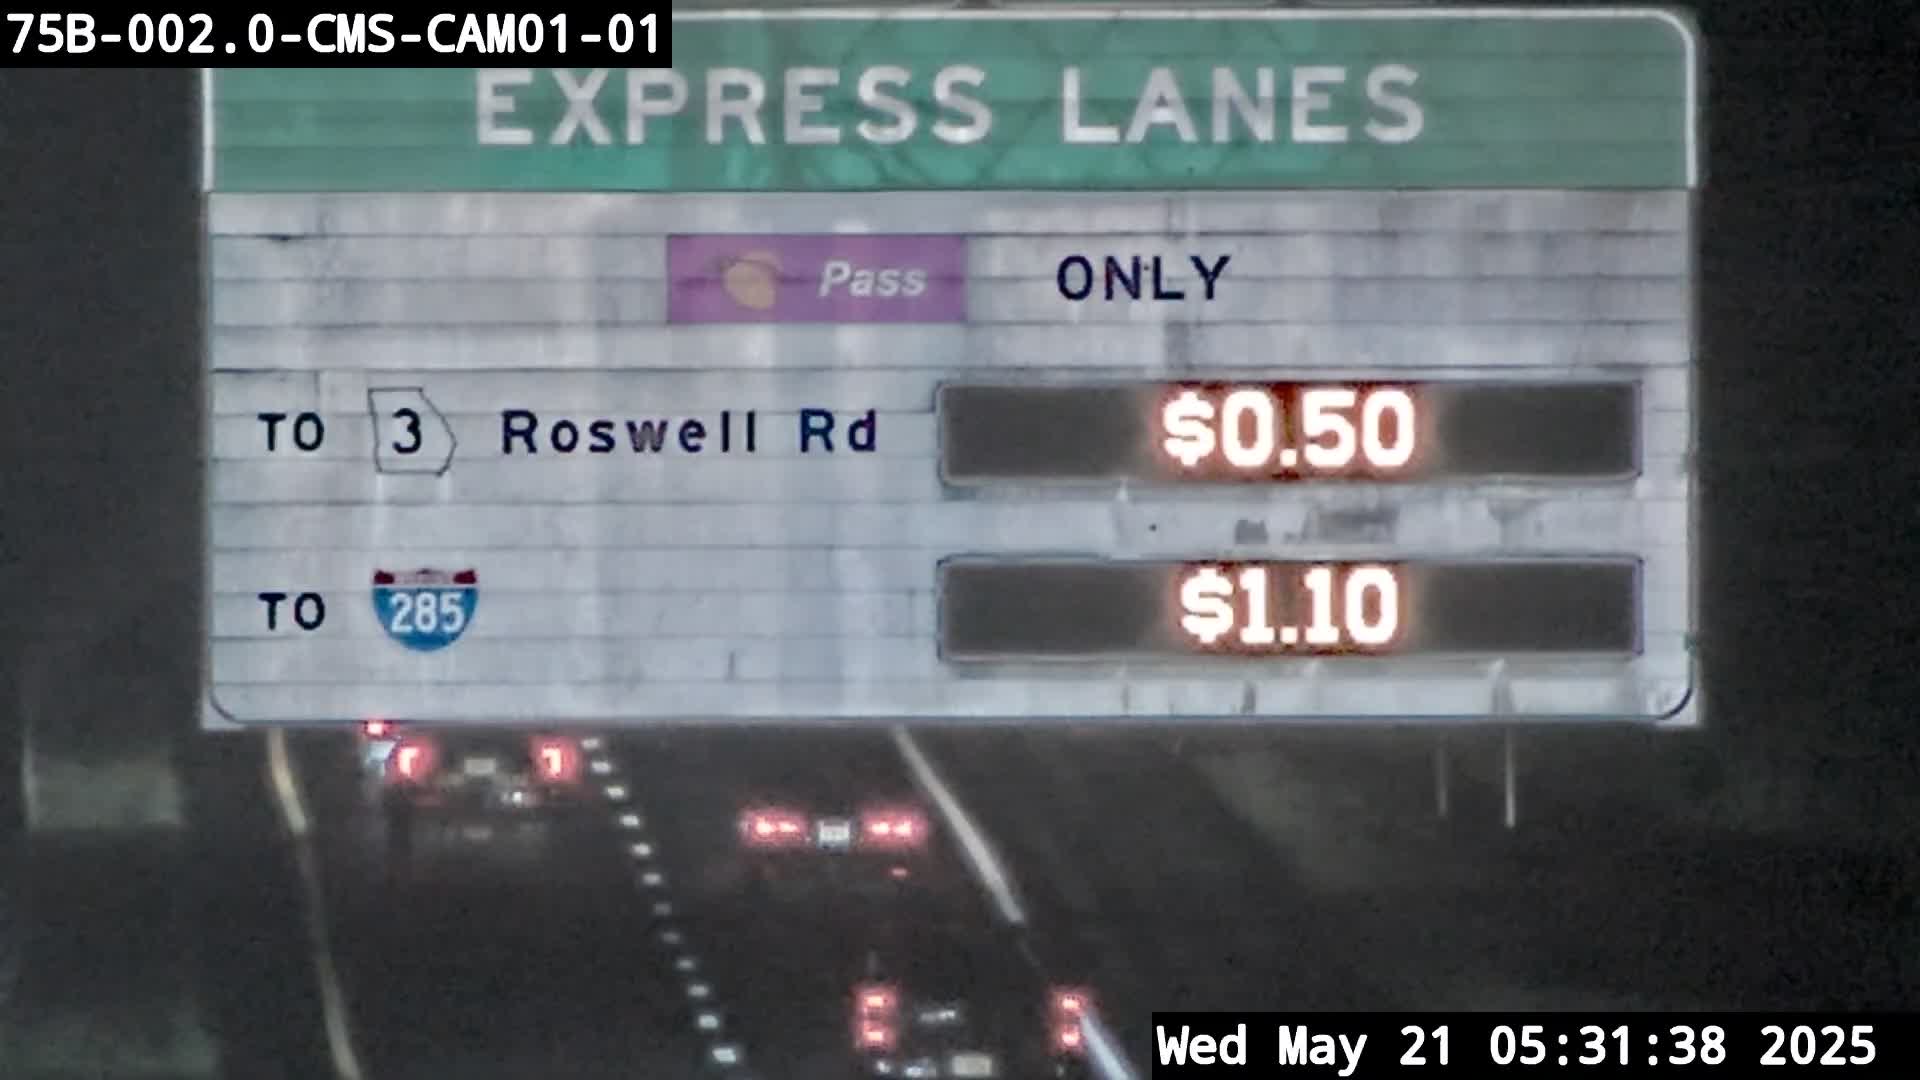 75B-002.0-CMS-CAM01-01
EXPRESS LANES
Pass ONLY
TO 3 Roswell Rd $0.50
TO 285 $1.10
Wed May 21 05:31:38 2025